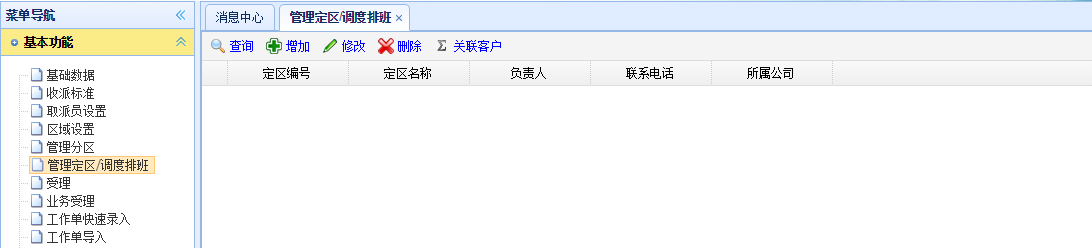 菜单导航
基本功能
基础数据
收派标准
取派员设置
区域设置
管理分区
管理定区/调度排班
受理
业务受理
工作单快速录入
工作单导入
消息中心 管理定区/调度排班
查询 增加 修改 删除 Σ 关联客户
定区编号 定区名称 负责人 联系电话 所属公司